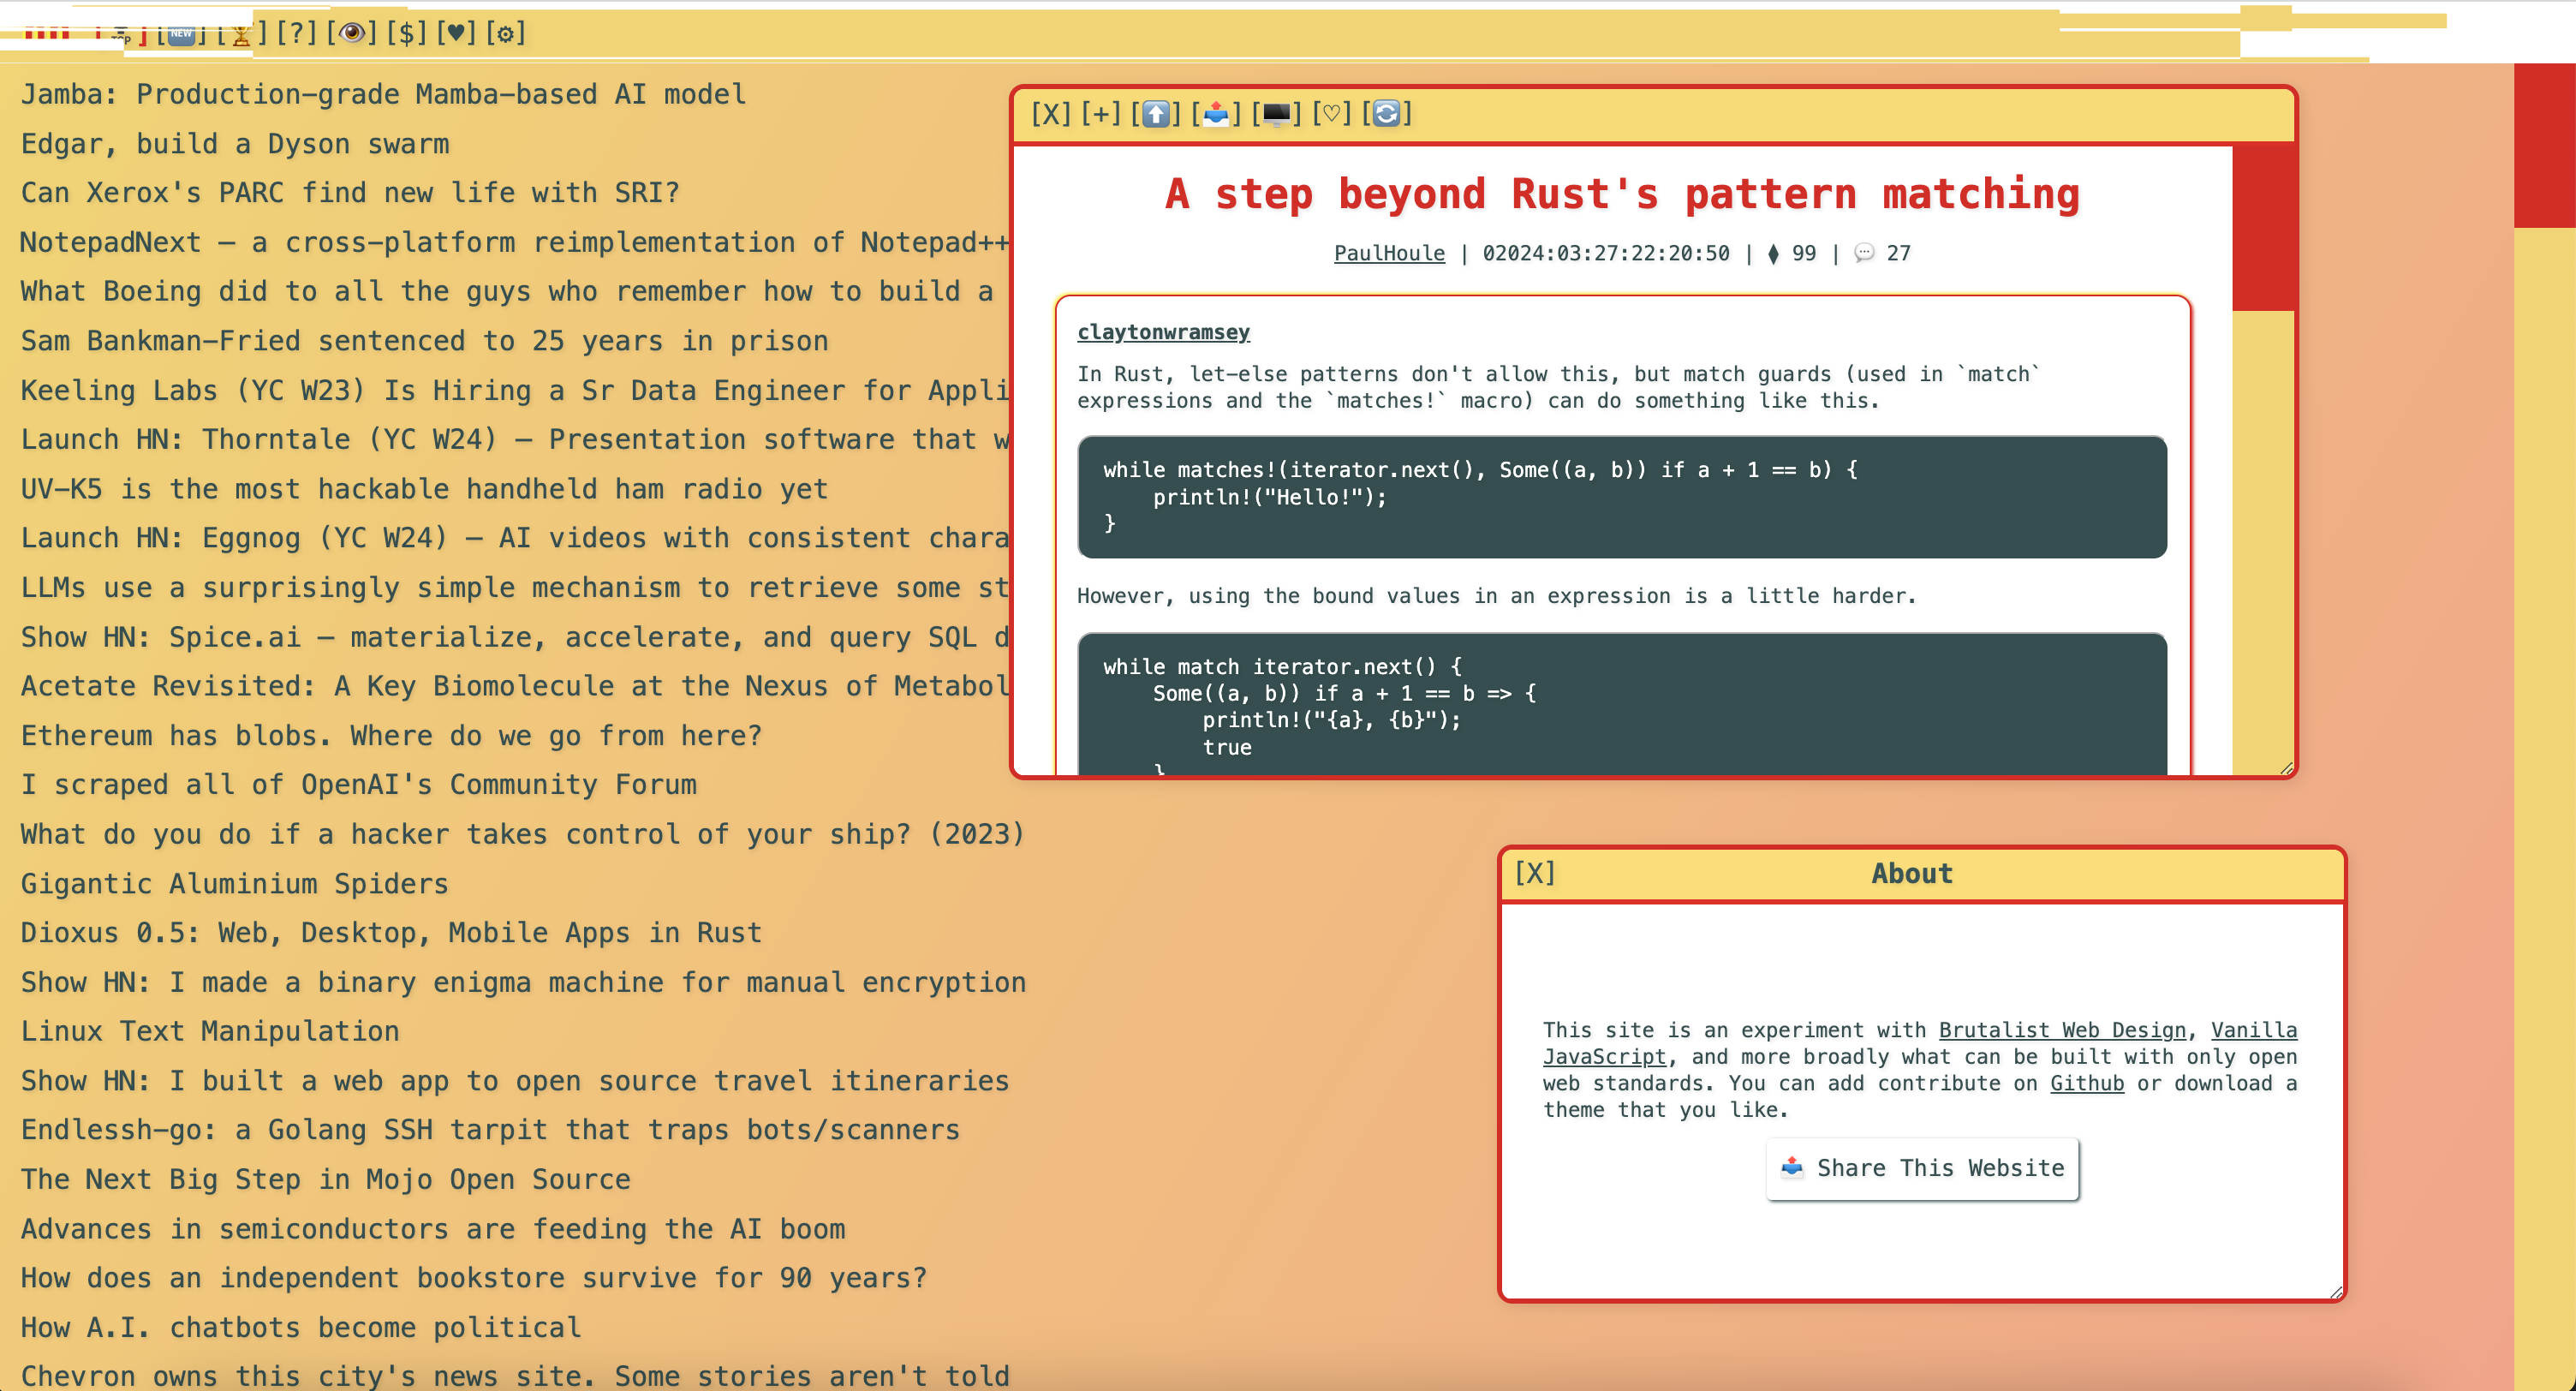 [TOP] [NEW] [🏆] [?] [👁] [$] [♥] [⚙]
Jamba: Production-grade Mamba-based AI model
Edgar, build a Dyson swarm
Can Xerox's PARC find new life with SRI?
NotepadNext – a cross-platform reimplementation of Notepad++
What Boeing did to all the guys who remember how to build a
Sam Bankman-Fried sentenced to 25 years in prison
Keeling Labs (YC W23) Is Hiring a Sr Data Engineer for Appli
Launch HN: Thorntale (YC W24) – Presentation software that w
UV-K5 is the most hackable handheld ham radio yet
Launch HN: Eggnog (YC W24) – AI videos with consistent chara
LLMs use a surprisingly simple mechanism to retrieve some st
Show HN: Spice.ai – materialize, accelerate, and query SQL d
Acetate Revisited: A Key Biomolecule at the Nexus of Metabol
Ethereum has blobs. Where do we go from here?
I scraped all of OpenAI's Community Forum
What do you do if a hacker takes control of your ship? (2023)
Gigantic Aluminium Spiders
Dioxus 0.5: Web, Desktop, Mobile Apps in Rust
Show HN: I made a binary enigma machine for manual encryption
Linux Text Manipulation
Show HN: I built a web app to open source travel itineraries
Endlessh-go: a Golang SSH tarpit that traps bots/scanners
The Next Big Step in Mojo Open Source
Advances in semiconductors are feeding the AI boom
How does an independent bookstore survive for 90 years?
How A.I. chatbots become political
Chevron owns this city's news site. Some stories aren't told
[X] [+] [⬆] [📤] [🖥] [♡] [🔄]
A step beyond Rust's pattern matching
PaulHoule | 02024:03:27:22:20:50 | ♦ 99 | 💬 27
claytonwramsey
In Rust, let-else patterns don't allow this, but match guards (used in `match`
expressions and the `matches!` macro) can do something like this.
while matches!(iterator.next(), Some((a, b)) if a + 1 == b) {
    println!("Hello!");
}
However, using the bound values in an expression is a little harder.
while match iterator.next() {
    Some((a, b)) if a + 1 == b => {
        println!("{a}, {b}");
        true
    }
[X] About
This site is an experiment with Brutalist Web Design, Vanilla
JavaScript, and more broadly what can be built with only open
web standards. You can add contribute on Github or download a
theme that you like.
📤 Share This Website